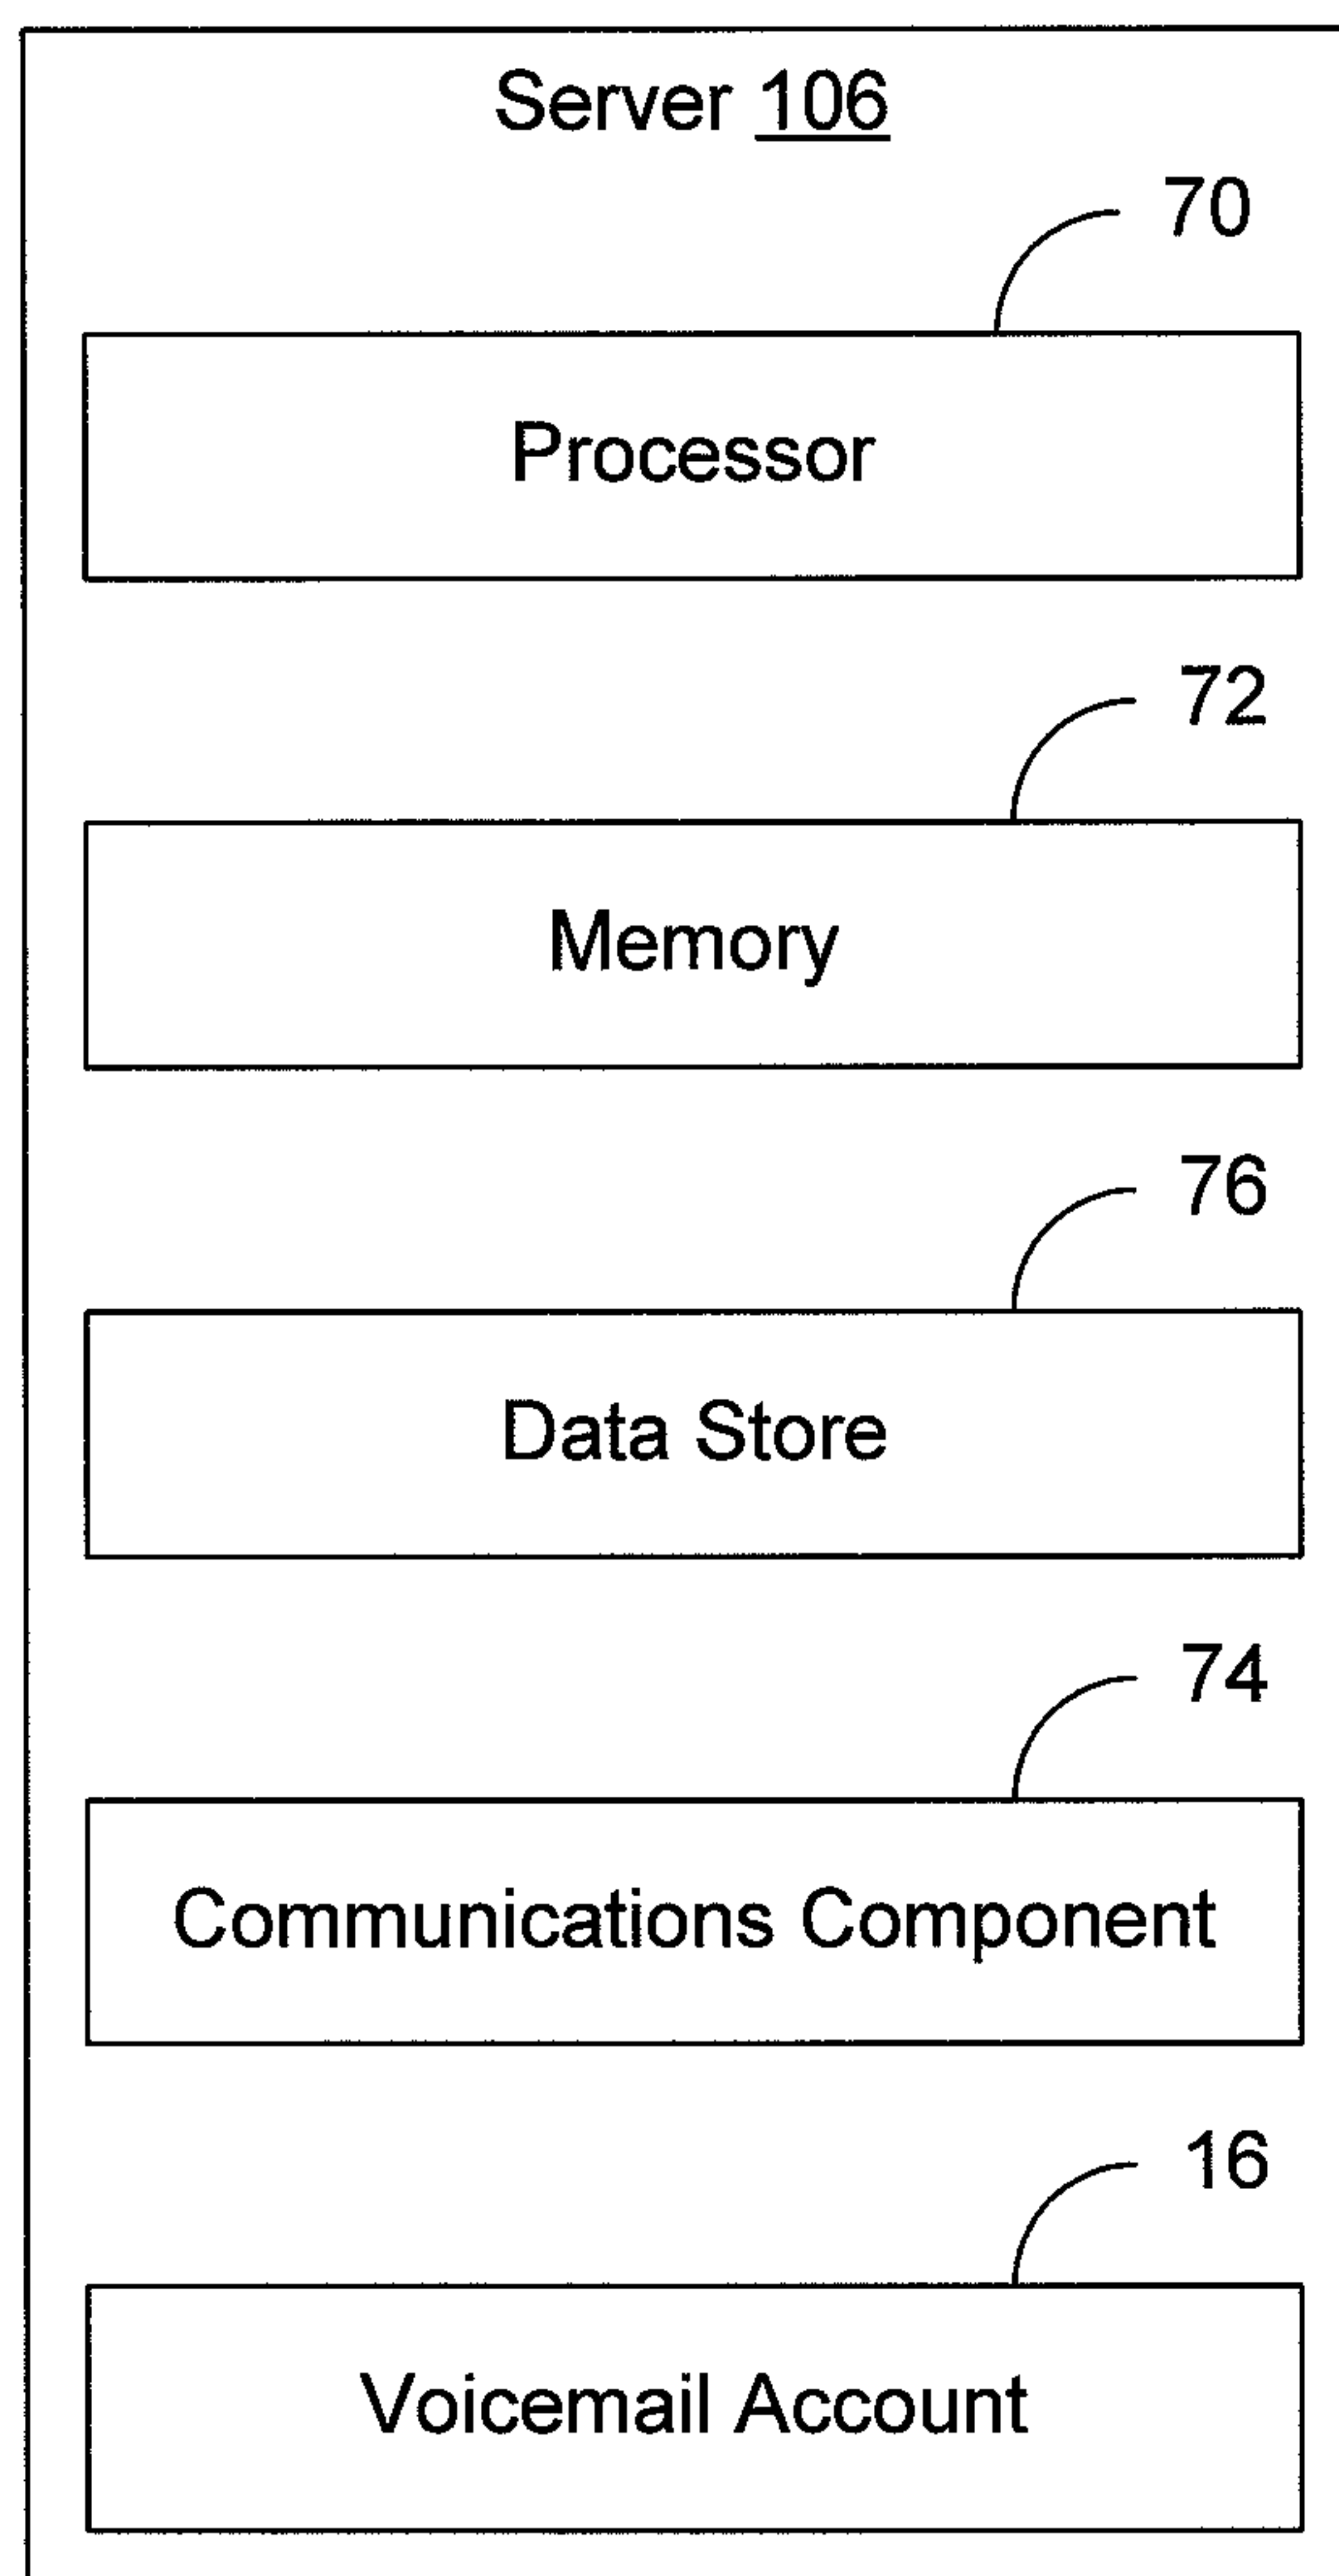 Server 106
70
Processor
72
Memory
76
Data Store
74
Communications Component
16
Voicemail Account